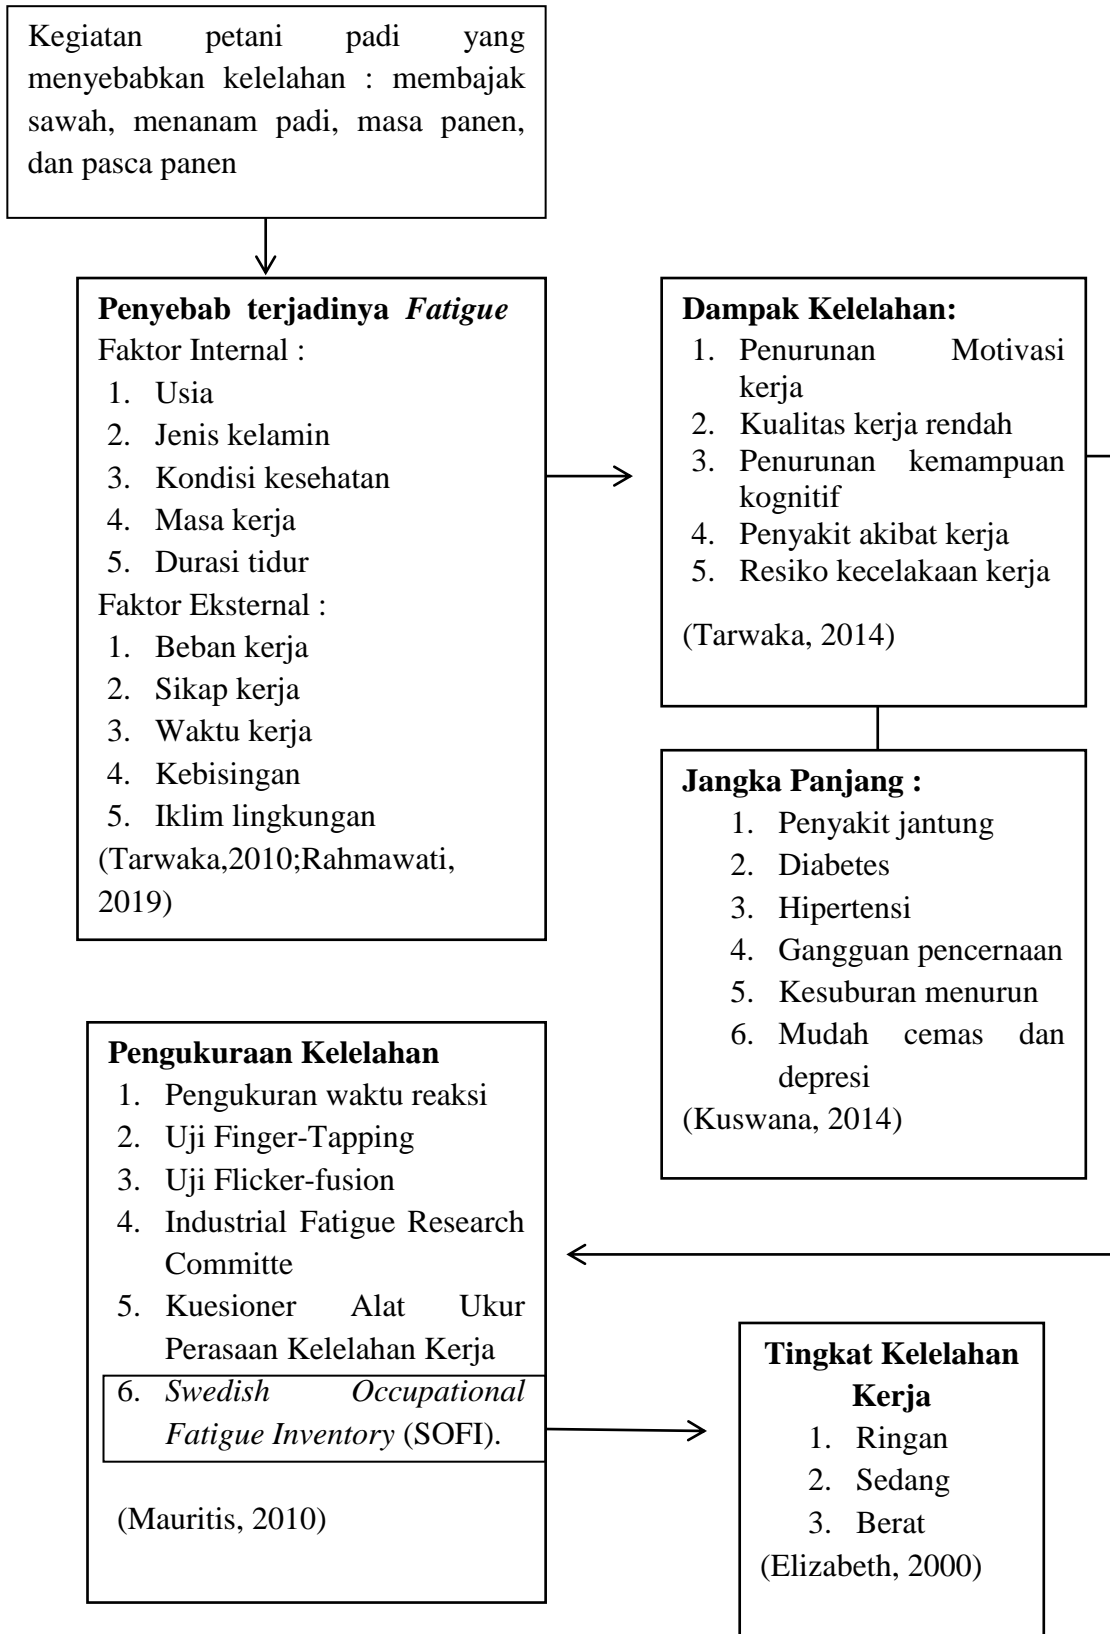 Kegiatan petani padi yang
menyebabkan kelelahan : membajak
sawah, menanam padi, masa panen,
dan pasca panen
Penyebab terjadinya Fatigue
Faktor Internal :
1. Usia
2. Jenis kelamin
3. Kondisi kesehatan
4. Masa kerja
5. Durasi tidur
Faktor Eksternal :
1. Beban kerja
2. Sikap kerja
3. Waktu kerja
4. Kebisingan
5. Iklim lingkungan
(Tarwaka,2010;Rahmawati,
2019)
Dampak Kelelahan:
1. Penurunan Motivasi
kerja
2. Kualitas kerja rendah
3. Penurunan kemampuan
kognitif
4. Penyakit akibat kerja
5. Resiko kecelakaan kerja
(Tarwaka, 2014)
Jangka Panjang :
1. Penyakit jantung
2. Diabetes
3. Hipertensi
4. Gangguan pencernaan
5. Kesuburan menurun
6. Mudah cemas dan
depresi
(Kuswana, 2014)
Pengukuraan Kelelahan
1. Pengukuran waktu reaksi
2. Uji Finger-Tapping
3. Uji Flicker-fusion
4. Industrial Fatigue Research
Committe
5. Kuesioner Alat Ukur
Perasaan Kelelahan Kerja
6. Swedish Occupational
Fatigue Inventory (SOFI).
(Mauritis, 2010)
Tingkat Kelelahan
Kerja
1. Ringan
2. Sedang
3. Berat
(Elizabeth, 2000)